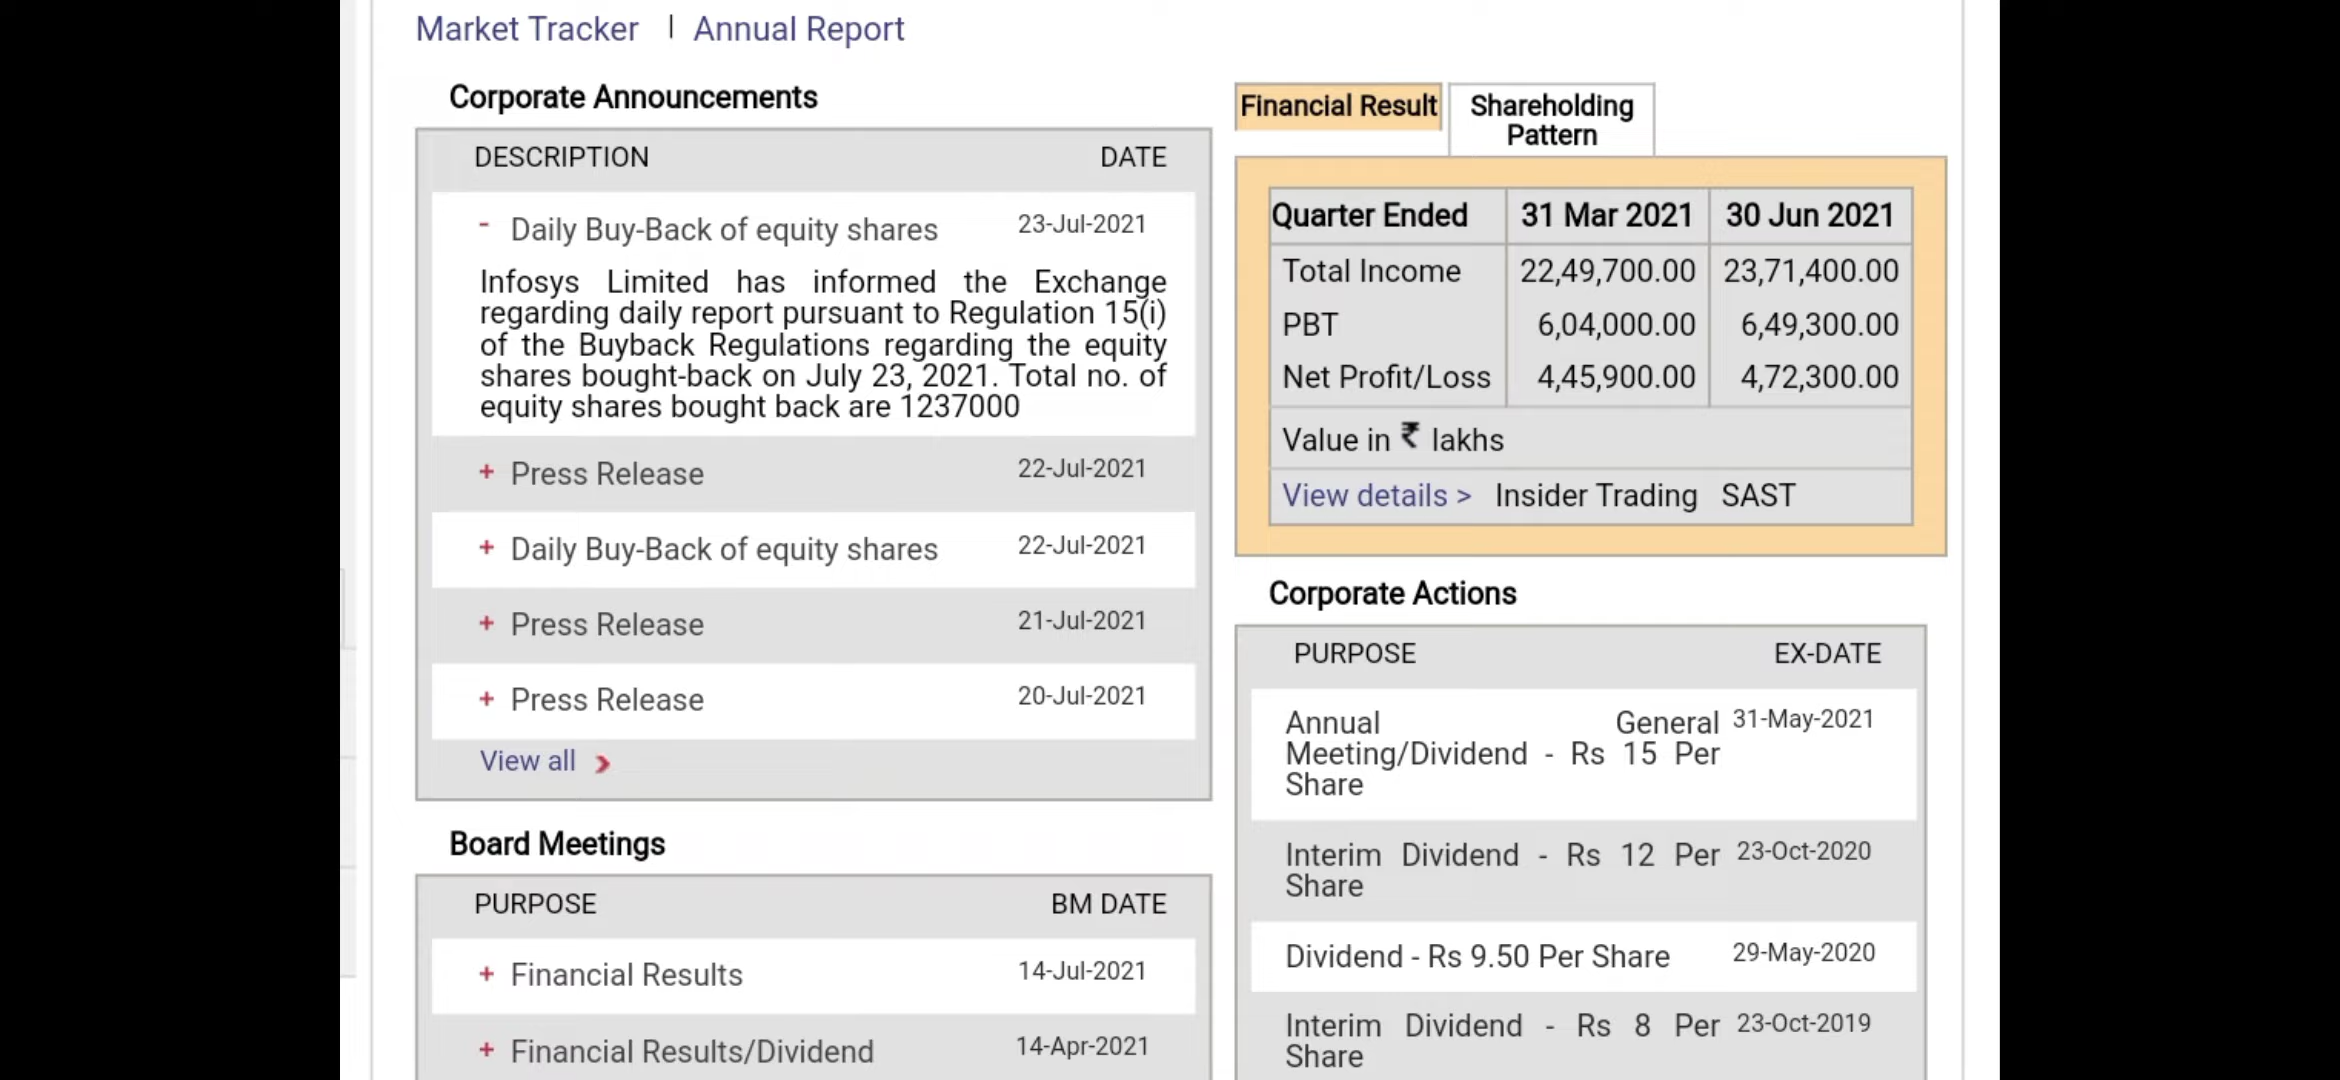 Market Tracker | Annual Report
Corporate Announcements
DESCRIPTION DATE
- Daily Buy-Back of equity shares 23-Jul-2021
Infosys Limited has informed the Exchange
regarding daily report pursuant to Regulation 15(i)
of the Buyback Regulations regarding the equity
shares bought-back on July 23, 2021. Total no. of
equity shares bought back are 1237000
+ Press Release 22-Jul-2021
+ Daily Buy-Back of equity shares 22-Jul-2021
+ Press Release 21-Jul-2021
+ Press Release 20-Jul-2021
View all
Board Meetings
PURPOSE BM DATE
+ Financial Results 14-Jul-2021
+ Financial Results/Dividend 14-Apr-2021
Financial Result
Shareholding
Pattern
Quarter Ended 31 Mar 2021 30 Jun 2021
Total Income 22,49,700.00 23,71,400.00
PBT 6,04,000.00 6,49,300.00
Net Profit/Loss 4,45,900.00 4,72,300.00
Value in ₹ lakhs
View details > Insider Trading SAST
Corporate Actions
PURPOSE EX-DATE
Annual General 31-May-2021
Meeting/Dividend - Rs 15 Per
Share
Interim Dividend - Rs 12 Per 23-Oct-2020
Share
Dividend - Rs 9.50 Per Share 29-May-2020
Interim Dividend - Rs 8 Per 23-Oct-2019
Share